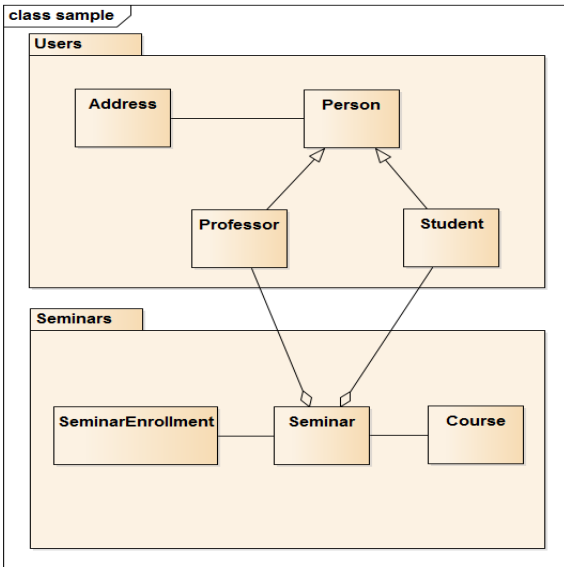 class sample
Users
Address
Person
Professor
Student
Seminars
SeminarEnrollment
Seminar
Course